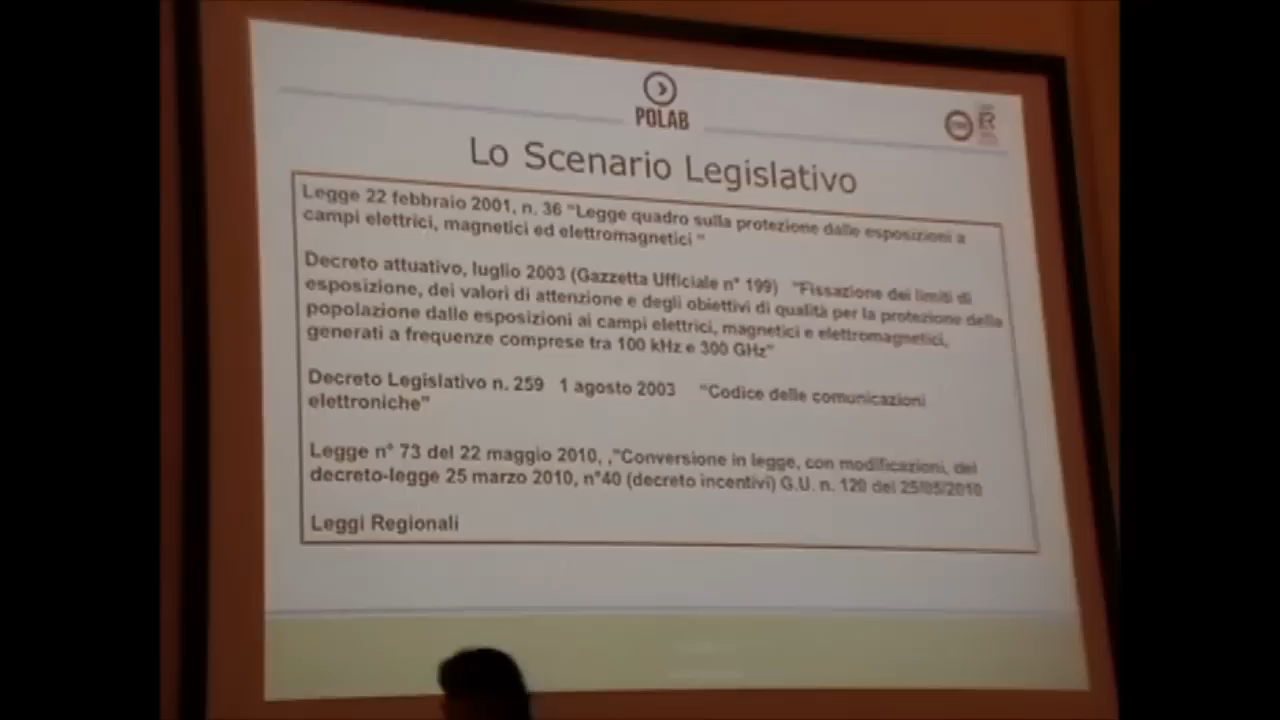 POLAB
Lo Scenario Legislativo
Legge 22 febbraio 2001, n. 36 "Legge quadro sulla protezione dalle esposizioni a
campi elettrici, magnetici ed elettromagnetici "
Decreto attuativo, luglio 2003 (Gazzetta Ufficiale n° 199) "Fissazione dei limiti di
esposizione, dei valori di attenzione e degli obiettivi di qualità per la protezione della
popolazione dalle esposizioni ai campi elettrici, magnetici e elettromagnetici,
generati a frequenze comprese tra 100 kHz e 300 GHz"
Decreto Legislativo n. 259 1 agosto 2003 "Codice delle comunicazioni
elettroniche"
Legge n° 73 del 22 maggio 2010, ,"Conversione in legge, con modificazioni, del
decreto-legge 25 marzo 2010, n°40 (decreto incentivi) G.U. n. 120 del 25/05/2010
Leggi Regionali